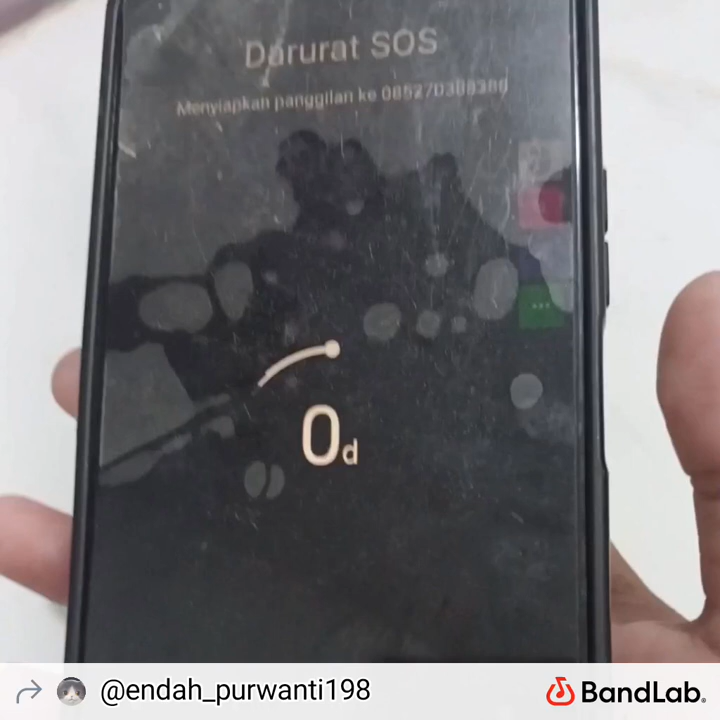 Darurat SOS
Menyiapkan panggilan ke
0d
@endah_purwanti198
BandLab.